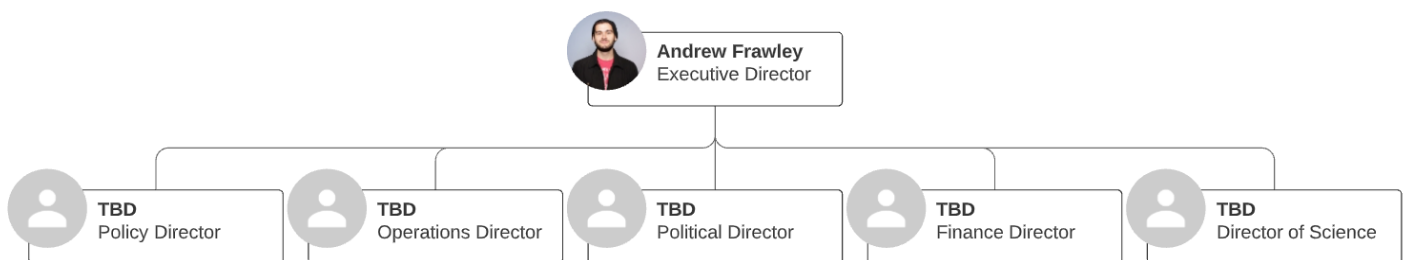 Andrew Frawley
Executive Director
TBD
Policy Director
TBD
Operations Director
TBD
Political Director
TBD
Finance Director
TBD
Director of Science